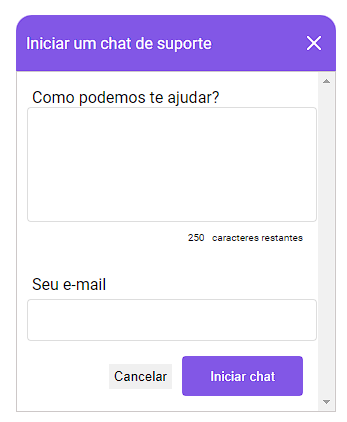 Iniciar um chat de suporte
Como podemos te ajudar?
250 caracteres restantes
Seu e-mail
Cancelar Iniciar chat